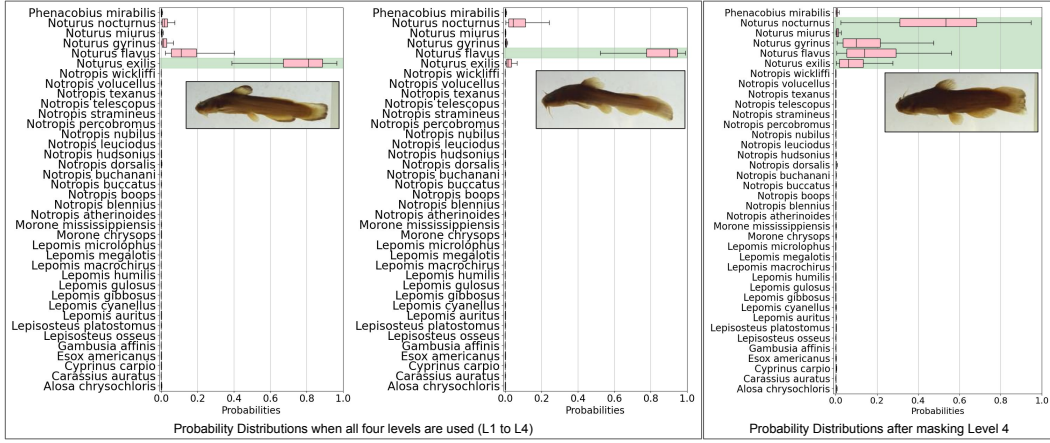 Phenacobius mirabilis
Noturus nocturnus
Noturus miurus
Noturus gyrinus
Noturus flavus
Noturus exilis
Notropis wickliffi
Notropis volucellus
Notropis texanus
Notropis telescopus
Notropis stramineus
Notropis percobromus
Notropis nubilus
Notropis leuciodus
Notropis hudsonius
Notropis dorsalis
Notropis buchanani
Notropis buccatus
Notropis boops
Notropis blennius
Notropis atherinoides
Morone mississippiensis
Morone chrysops
Lepomis microlophus
Lepomis megalotis
Lepomis macrochirus
Lepomis humilis
Lepomis gulosus
Lepomis gibbosus
Lepomis cyanellus
Lepomis auritus
Lepisosteus platostomus
Lepisosteus osseus
Gambusia affinis
Esox americanus
Cyprinus carpio
Carassius auratus
Alosa chrysochloris
0.0 0.2 0.4 0.6 0.8 1.0
Probabilities
Phenacobius mirabilis
Noturus nocturnus
Noturus miurus
Noturus gyrinus
Noturus flavus
Noturus exilis
Notropis wickliffi
Notropis volucellus
Notropis texanus
Notropis telescopus
Notropis stramineus
Notropis percobromus
Notropis nubilus
Notropis leuciodus
Notropis hudsonius
Notropis dorsalis
Notropis buchanani
Notropis buccatus
Notropis boops
Notropis blennius
Notropis atherinoides
Morone mississippiensis
Morone chrysops
Lepomis microlophus
Lepomis megalotis
Lepomis macrochirus
Lepomis humilis
Lepomis gulosus
Lepomis gibbosus
Lepomis cyanellus
Lepomis auritus
Lepisosteus platostomus
Lepisosteus osseus
Gambusia affinis
Esox americanus
Cyprinus carpio
Carassius auratus
Alosa chrysochloris
0.0 0.2 0.4 0.6 0.8 1.0
Probabilities
Probability Distributions when all four levels are used (L1 to L4)
Phenacobius mirabilis
Noturus nocturnus
Noturus miurus
Noturus gyrinus
Noturus flavus
Noturus exilis
Notropis wickliffi
Notropis volucellus
Notropis texanus
Notropis telescopus
Notropis stramineus
Notropis percobromus
Notropis nubilus
Notropis leuciodus
Notropis hudsonius
Notropis dorsalis
Notropis buchanani
Notropis buccatus
Notropis boops
Notropis blennius
Notropis atherinoides
Morone mississippiensis
Morone chrysops
Lepomis microlophus
Lepomis megalotis
Lepomis macrochirus
Lepomis humilis
Lepomis gulosus
Lepomis gibbosus
Lepomis cyanellus
Lepomis auritus
Lepisosteus platostomus
Lepisosteus osseus
Gambusia affinis
Esox americanus
Cyprinus carpio
Carassius auratus
Alosa chrysochloris
0.0 0.2 0.4 0.6 0.8 1.0
Probabilities
Probability Distributions after masking Level 4